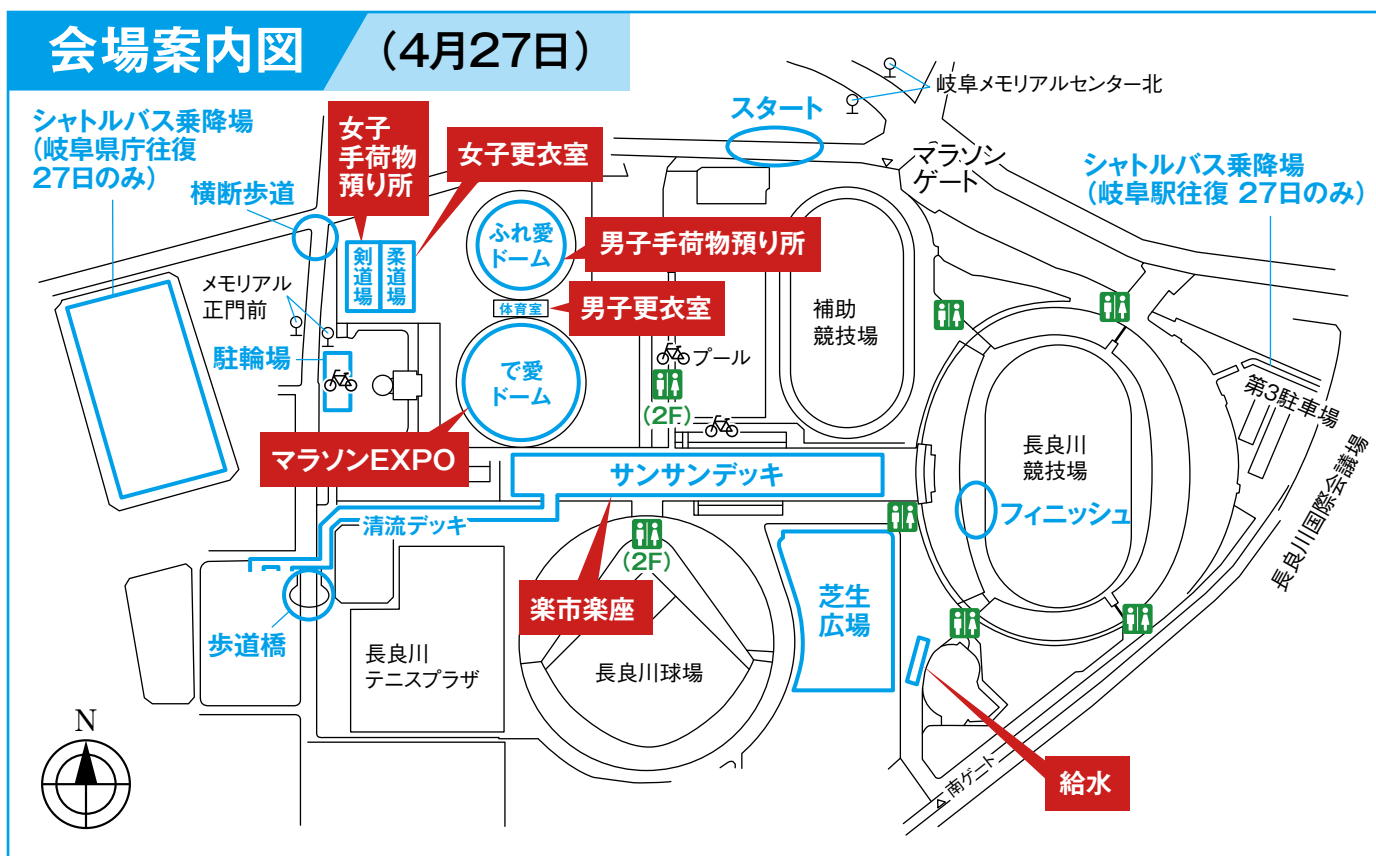 会場案内図 (4月27日)
シャトルバス乗降場
(岐阜県庁往復
27日のみ)
横断歩道
女子
手荷物
預り所
女子更衣室
スタート
岐阜メモリアルセンター北
マラソン
ゲート
シャトルバス乗降場
(岐阜駅往復 27日のみ)
メモリアル
正門前
剣道場
柔道場
ふれ愛
ドーム
男子手荷物預り所
体育室
男子更衣室
駐輪場
で愛
ドーム
プール
(2F)
補助
競技場
第3駐車場
マラソンEXPO
サンサンデッキ
長良川
競技場
長良川国際会議場
清流デッキ
フィニッシュ
(2F)
楽市楽座
芝生
広場
歩道橋
長良川
テニスプラザ
長良川球場
N
南ゲート
給水